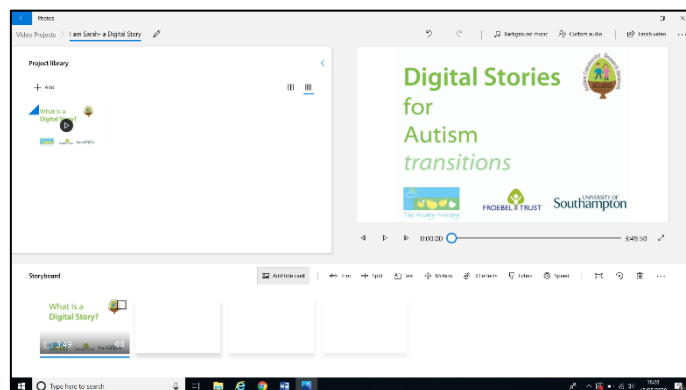 Photos
Video Projects > I am Sarah- a Digital Story
Background music
Custom audio
Finish video
Project library
Add
What is a
Digital Story?
Digital Stories
for
Autism
transitions
The Aviary Nursery
FROEBEL TRUST
UNIVERSITY OF
Southampton
0:00.00
3:49.50
Storyboard
Add title card
Trim
Split
Text
Motion
3D effects
Filters
Speed
What is a
Digital Story?
3:49
Type here to search